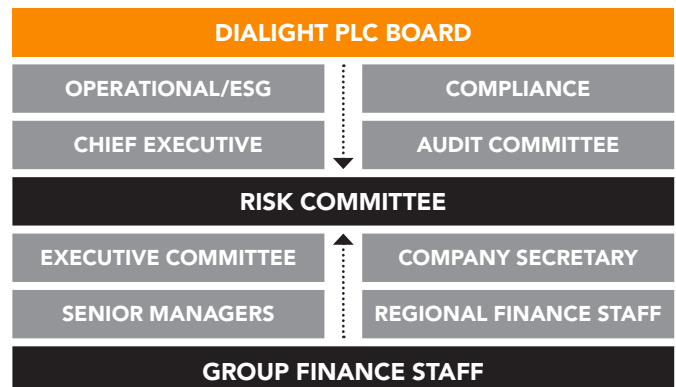 DIALIGHT PLC BOARD
OPERATIONAL/ESG
COMPLIANCE
CHIEF EXECUTIVE
AUDIT COMMITTEE
RISK COMMITTEE
EXECUTIVE COMMITTEE
COMPANY SECRETARY
SENIOR MANAGERS
REGIONAL FINANCE STAFF
GROUP FINANCE STAFF